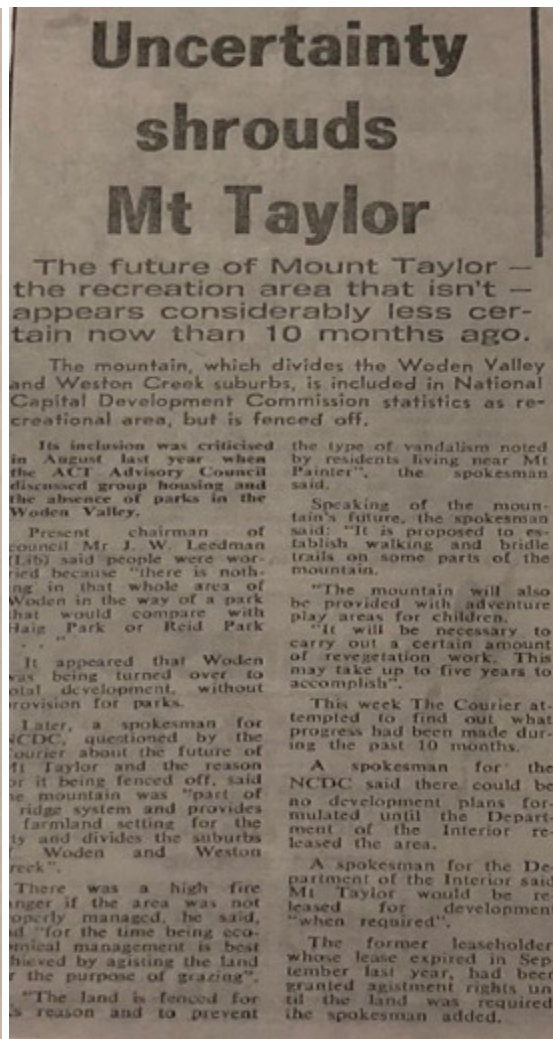 Uncertainty
shrouds
Mt Taylor
The future of Mount Taylor —
the recreation area that isn't —
appears considerably less cer-
tain now than 10 months ago.
The mountain, which divides the Woden Valley
and Weston Creek suburbs, is included in National
Capital Development Commission statistics as re-
creational area, but is fenced off.
Its inclusion was criticised
in August last year when
the ACT Advisory Council
discussed group housing and
the absence of parks in the
Woden Valley.
Present chairman of
council Mr J. W. Leedman
(Lib) said people were wor-
ried because "there is noth-
ng in that whole area of
Woden in the way of a park
hat would compare with
Haig Park or Reid Park
. . ."
It appeared that Woden
was being turned over to
otal development, without
rovision for parks.
Later, a spokesman for
NCDC, questioned by the
ourier about the future of
Mt Taylor and the reason
or it being fenced off, said
e mountain was "part of
ridge system and provides
farmland setting for the
ty and divides the suburbs
f Woden and Weston
reek".
There was a high fire
nger if the area was not
operly managed, he said,
d "for the time being eco-
omical management is best
hieved by agisting the land
r the purpose of grazing".
"The land is fenced for
s reason and to prevent
the type of vandalism noted
by residents living near Mt
Painter", the spokesman
said.
Speaking of the moun-
tain's future, the spokesman
said: "It is proposed to es-
tablish walking and bridle
trails on some parts of the
mountain.
"The mountain will also
be provided with adventure
play areas for children.
"It will be necessary to
carry out a certain amount
of revegetation work. This
may take up to five years to
accomplish".
This week The Courier at-
tempted to find out what
progress had been made dur-
ing the past 10 months.
A spokesman for the
NCDC said there could be
no development plans for-
mulated until the Depart-
ment of the Interior re-
leased the area.
A spokesman for the De-
partment of the Interior said
Mt Taylor would be re-
leased for development
"when required".
The former leaseholder
whose lease expired in Sep-
tember last year, had been
granted agistment rights un
til the land was required
the spokesman added.